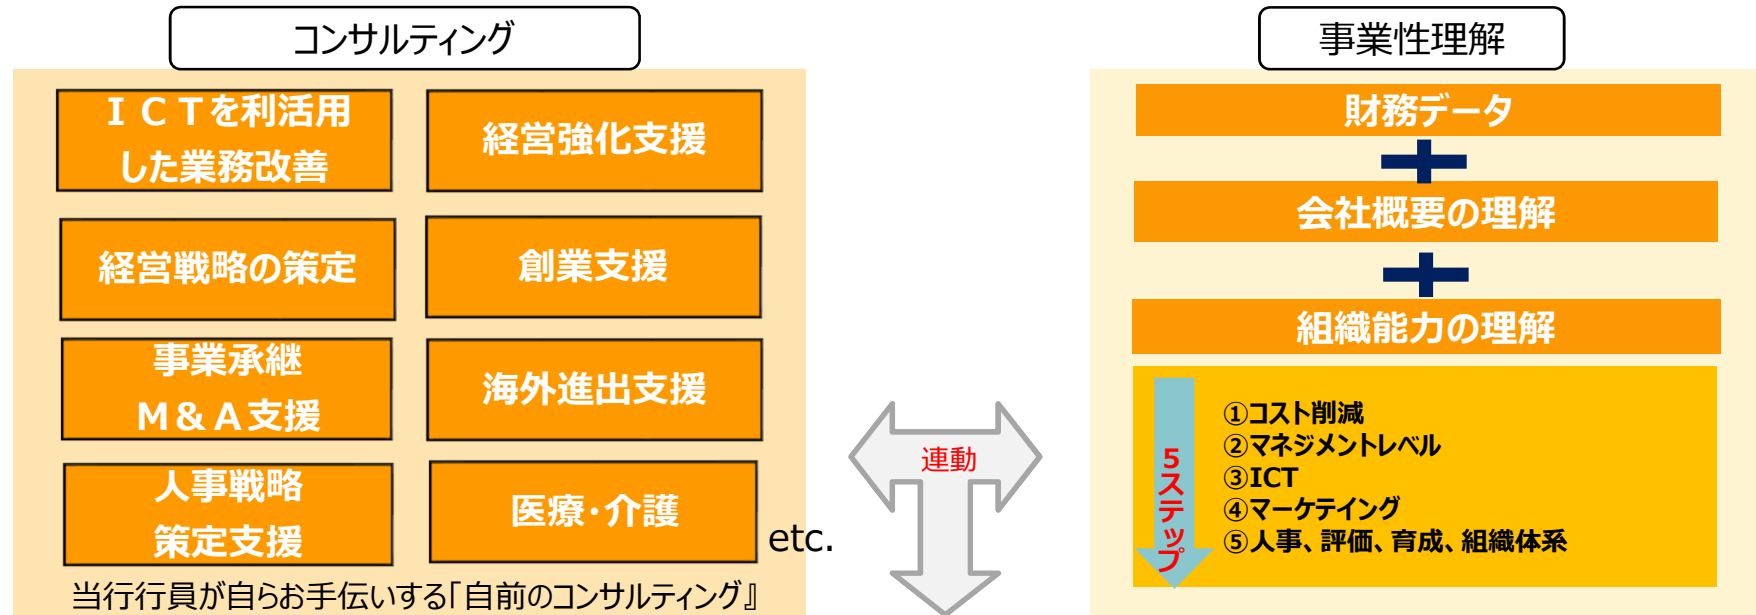 コンサルティング
ＩＣＴを利活用
した業務改善
経営強化支援
経営戦略の策定
創業支援
事業承継
Ｍ＆Ａ支援
海外進出支援
人事戦略
策定支援
医療・介護
etc.
当行行員が自らお手伝いする「自前のコンサルティング』
連動
事業性理解
財務データ
会社概要の理解
組織能力の理解
５ステップ
①コスト削減
②マネジメントレベル
③ICT
④マーケテイング
⑤人事、評価、育成、組織体系